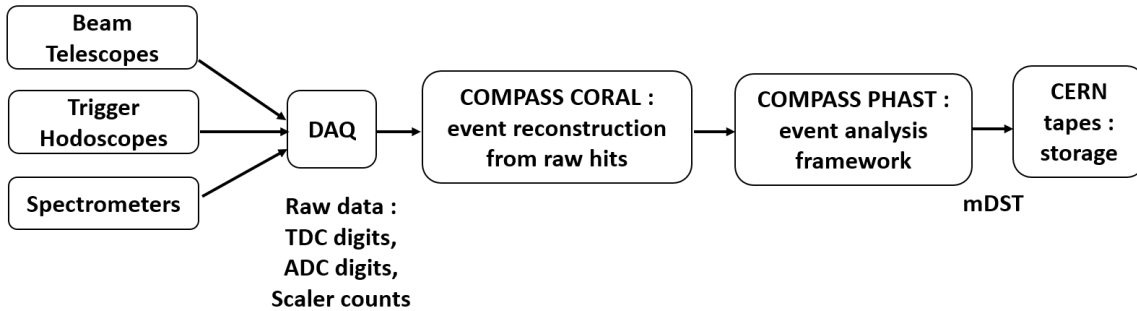 Beam
Telescopes
Trigger
Hodoscopes
Spectrometers
DAQ
Raw data :
TDC digits,
ADC digits,
Scaler counts
COMPASS CORAL :
event reconstruction
from raw hits
COMPASS PHAST :
event analysis
framework
mDST
CERN
tapes :
storage